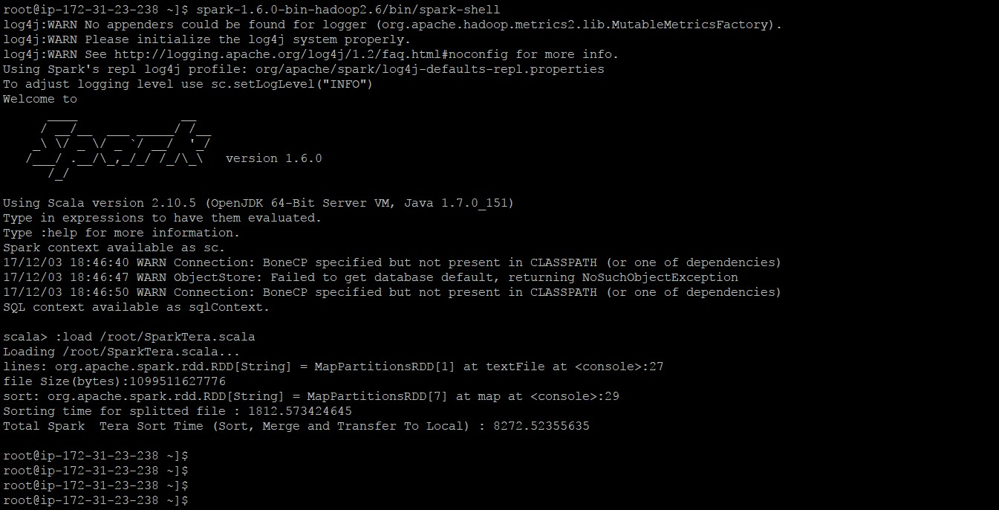 root@ip-172-31-23-238 ~]$ spark-1.6.0-bin-hadoop2.6/bin/spark-shell
log4j:WARN No appenders could be found for logger (org.apache.hadoop.metrics2.lib.MutableMetricsFactory).
log4j:WARN Please initialize the log4j system properly.
log4j:WARN See http://logging.apache.org/log4j/1.2/faq.html#noconfig for more info.
Using Spark's repl log4j profile: org/apache/spark/log4j-defaults-repl.properties
To adjust logging level use sc.setLogLevel("INFO")
Welcome to
      ____              __
     / __/__  ___ _____/ /__
    _\ \/ _ \/ _ `/ __/  '_/
   /___/ .__/\_,_/_/ /_/\_\   version 1.6.0
      /_/
Using Scala version 2.10.5 (OpenJDK 64-Bit Server VM, Java 1.7.0_151)
Type in expressions to have them evaluated.
Type :help for more information.
Spark context available as sc.
17/12/03 18:46:40 WARN Connection: BoneCP specified but not present in CLASSPATH (or one of dependencies)
17/12/03 18:46:47 WARN ObjectStore: Failed to get database default, returning NoSuchObjectException
17/12/03 18:46:50 WARN Connection: BoneCP specified but not present in CLASSPATH (or one of dependencies)
SQL context available as sqlContext.
scala> :load /root/SparkTera.scala
Loading /root/SparkTera.scala...
lines: org.apache.spark.rdd.RDD[String] = MapPartitionsRDD[1] at textFile at <console>:27
file Size(bytes):1099511627776
sort: org.apache.spark.rdd.RDD[String] = MapPartitionsRDD[7] at map at <console>:29
Sorting time for splitted file : 1812.573424645
Total Spark  Tera Sort Time (Sort, Merge and Transfer To Local) : 8272.52355635
root@ip-172-31-23-238 ~]$
root@ip-172-31-23-238 ~]$
root@ip-172-31-23-238 ~]$
root@ip-172-31-23-238 ~]$